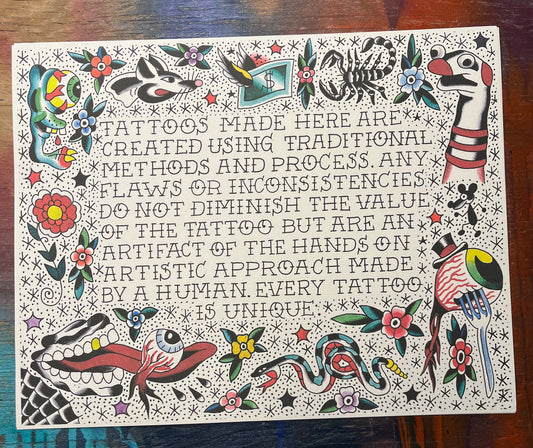 $
TATTOOS MADE HERE ARE
CREATED USING TRADITIONAL
METHODS AND PROCESS. ANY
FLAWS OR INCONSISTENCIES
DO NOT DIMINISH THE VALUE
OF THE TATTOO BUT ARE AN
ARTIFACT OF THE HANDS ON
ARTISTIC APPROACH MADE
BY A HUMAN. EVERY TATTOO
IS UNIQUE.